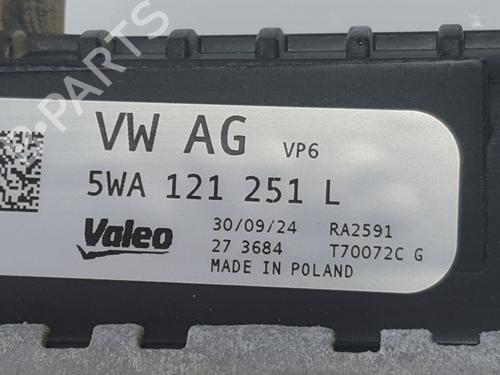 VW AG VP6
5WA 121 251 L
Valeo
30/09/24 RA2591
27 3684 T70072C G
MADE IN POLAND
B-PARTS